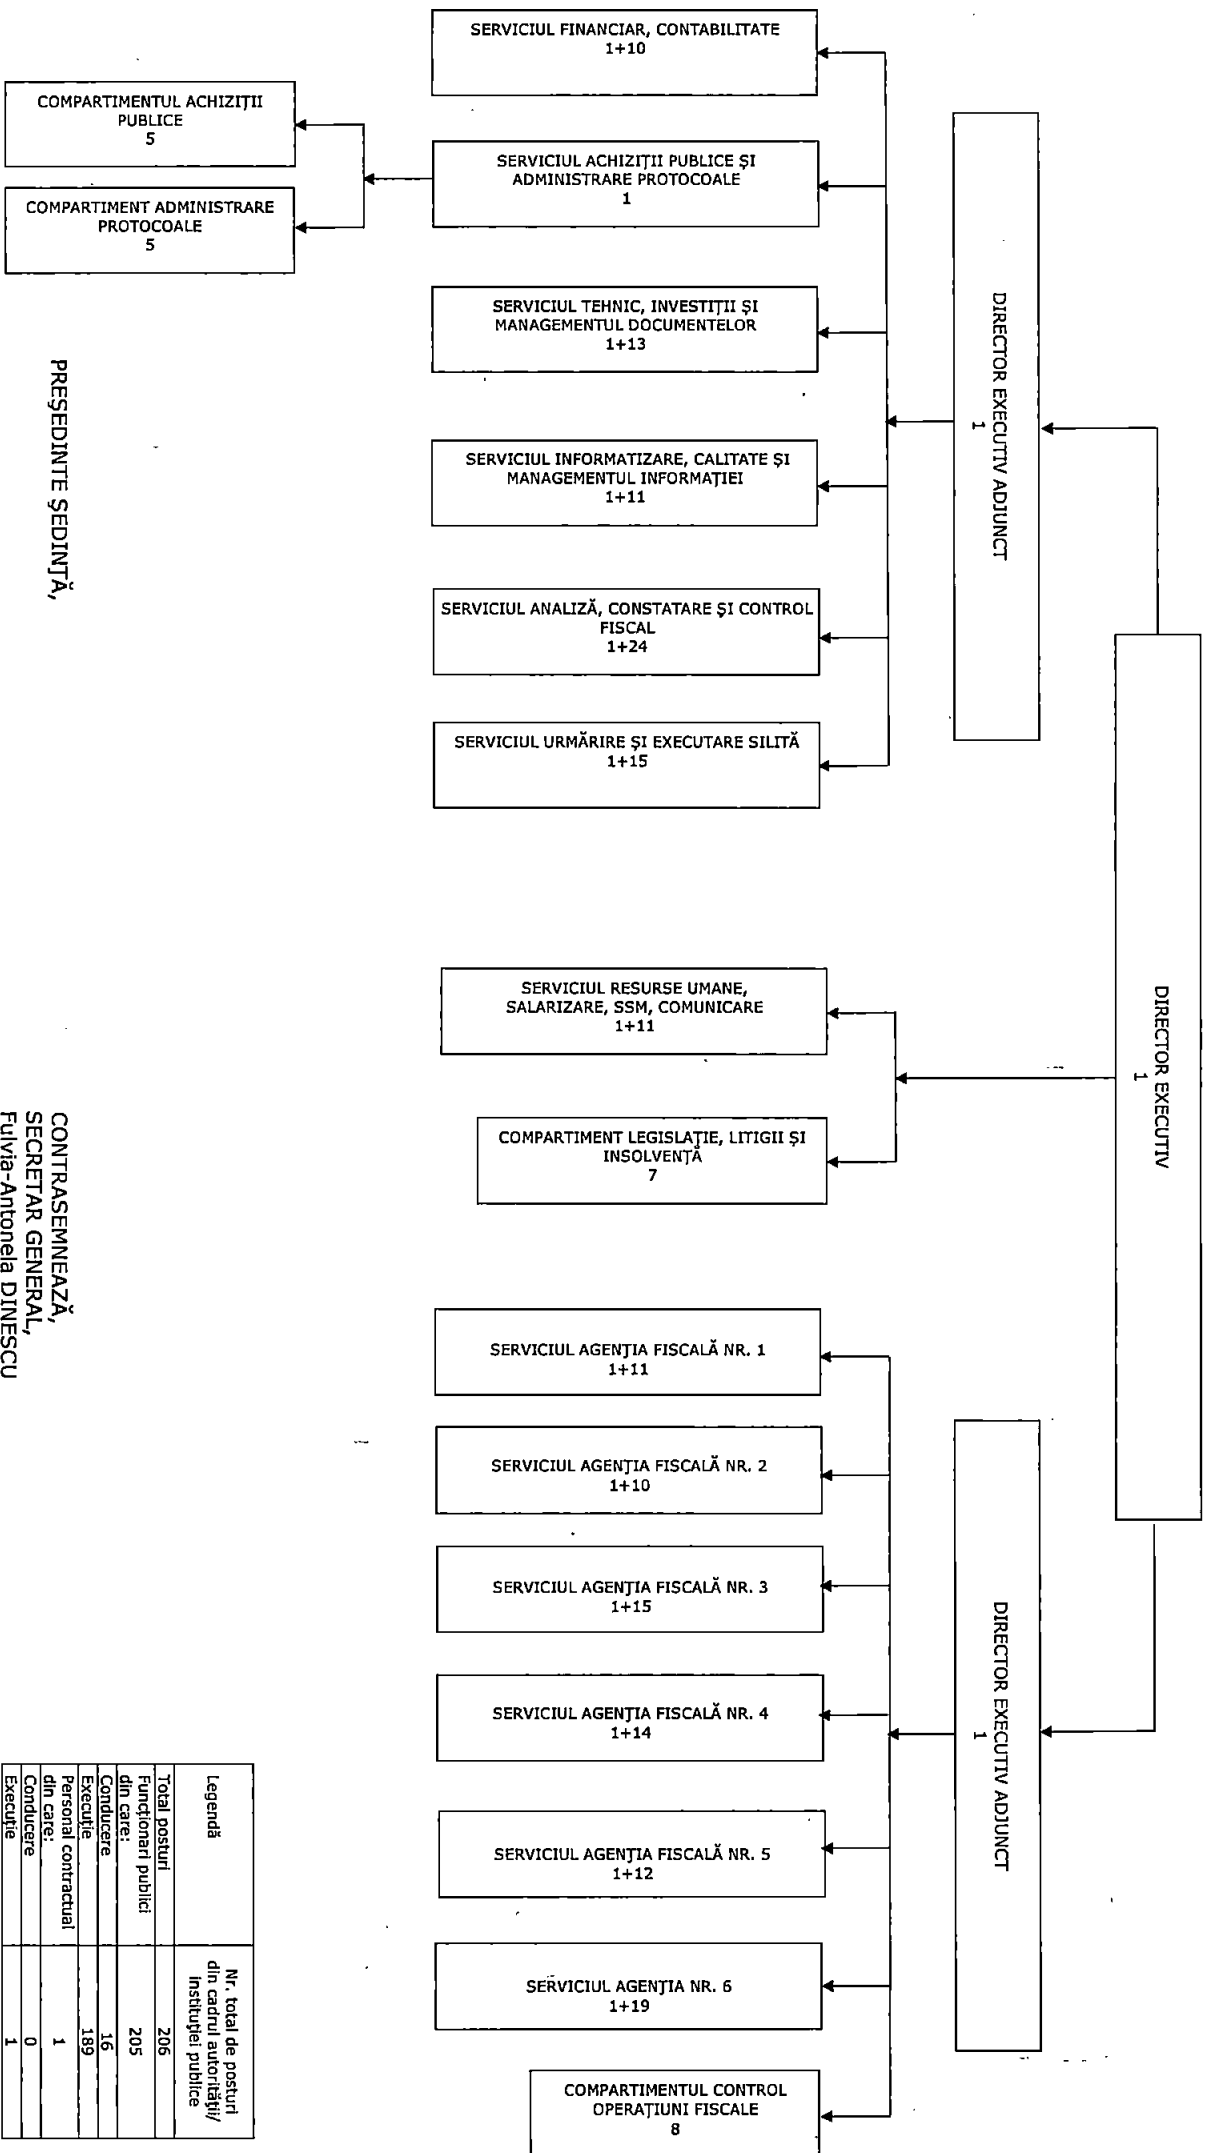 DIRECTOR EXECUTIV
1
DIRECTOR EXECUTIV ADJUNCT
1
DIRECTOR EXECUTIV ADJUNCT
1
SERVICIUL FINANCIAR, CONTABILITATE
1+10
SERVICIUL ACHIZIȚII PUBLICE ȘI
ADMINISTRARE PROTOCOALE
1
COMPARTIMENTUL ACHIZIȚII
PUBLICE
5
COMPARTIMENT ADMINISTRARE
PROTOCOALE
5
SERVICIUL TEHNIC, INVESTIȚII ȘI
MANAGEMENTUL DOCUMENTELOR
1+13
SERVICIUL INFORMATIZARE, CALITATE ȘI
MANAGEMENTUL INFORMAȚIEI
1+11
SERVICIUL ANALIZĂ, CONSTATARE ȘI CONTROL
FISCAL
1+24
SERVICIUL URMĂRIRE ȘI EXECUTARE SILITĂ
1+15
SERVICIUL RESURSE UMANE,
SALARIZARE, SSM, COMUNICARE
1+11
COMPARTIMENT LEGISLAȚIE, LITIGII ȘI
INSOLVENȚĂ
7
SERVICIUL AGENȚIA FISCALĂ NR. 1
1+11
SERVICIUL AGENȚIA FISCALĂ NR. 2
1+10
SERVICIUL AGENȚIA FISCALĂ NR. 3
1+15
SERVICIUL AGENȚIA FISCALĂ NR. 4
1+14
SERVICIUL AGENȚIA FISCALĂ NR. 5
1+12
SERVICIUL AGENȚIA NR. 6
1+19
COMPARTIMENTUL CONTROL
OPERAȚIUNI FISCALE
8
PREȘEDINTE ȘEDINȚĂ,
CONTRASEMNEAZĂ,
SECRETAR GENERAL,
Fulvia-Antonela DINESCU
Legendă
Nr. total de posturi
din cadrul autorității/
instituției publice
Total posturi 206
Funcționari publici
din care: 205
Conducere 16
Execuție 189
Personal contractual
din care: 1
Conducere 0
Execuție 1